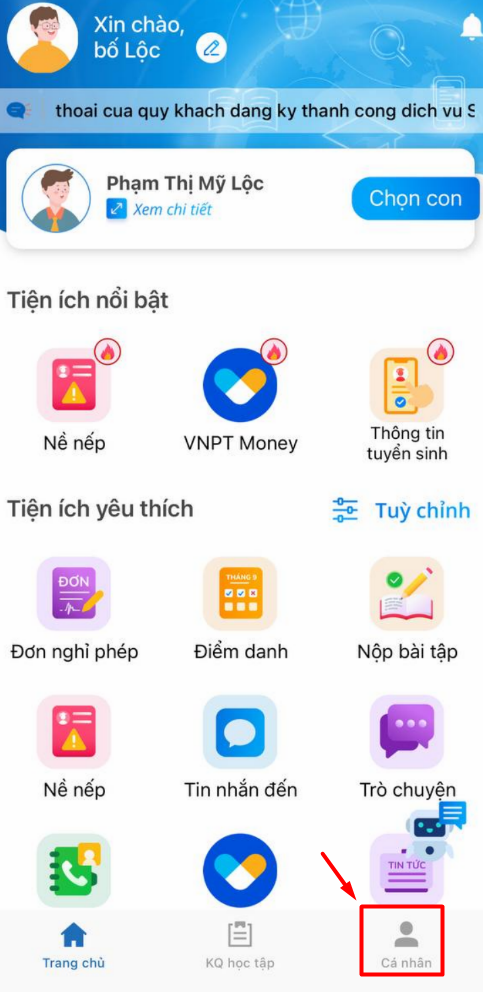 Xin chào,
bố Lộc
thoai cua quy khach dang ky thanh cong dich vu S
Phạm Thị Mỹ Lộc
Xem chi tiết
Chọn con
Tiện ích nổi bật
Nề nếp
VNPT Money
Thông tin
tuyển sinh
Tiện ích yêu thích
Tuỳ chỉnh
ĐƠN
THÁNG 9
Đơn nghỉ phép
Điểm danh
Nộp bài tập
Nề nếp
Tin nhắn đến
Trò chuyện
TIN TỨC
Trang chủ
KQ học tập
Cá nhân